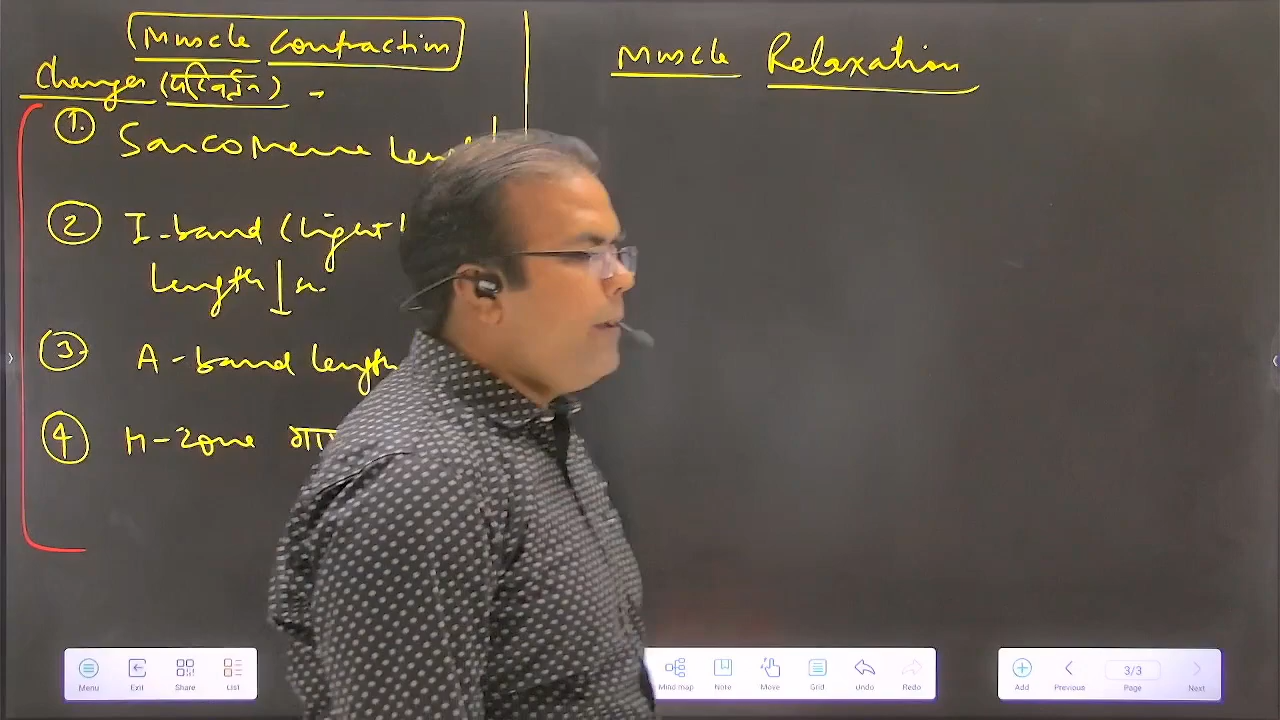 Muscle Contraction
Changes (परिवर्तन) -
1. Sarcomere
2 I-band (Light
length ↓ n.
3. A-band length
4 H-Zone
Muscle Relaxation
Menu
Exit
Share
List
Mind map
Note
Move
Grid
Undo
Redo
Add
Previous
3/3
Page
Next